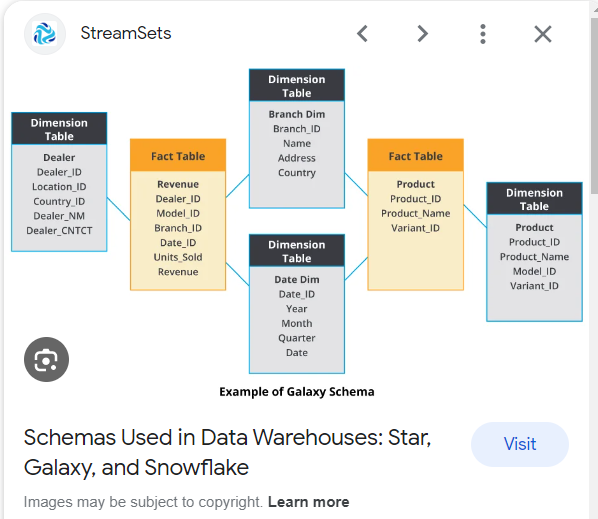 StreamSets
Dimension
Table
Dealer
Dealer_ID
Location_ID
Country_ID
Dealer_NM
Dealer_CNTCT
Fact Table
Revenue
Dealer_ID
Model_ID
Branch_ID
Date_ID
Units_Sold
Revenue
Dimension
Table
Branch Dim
Branch_ID
Name
Address
Country
Dimension
Table
Date Dim
Date_ID
Year
Month
Quarter
Date
Fact Table
Product
Product_ID
Product_Name
Variant_ID
Dimension
Table
Product
Product_ID
Product_Name
Model_ID
Variant_ID
Example of Galaxy Schema
Schemas Used in Data Warehouses: Star,
Galaxy, and Snowflake
Visit
Images may be subject to copyright. Learn more